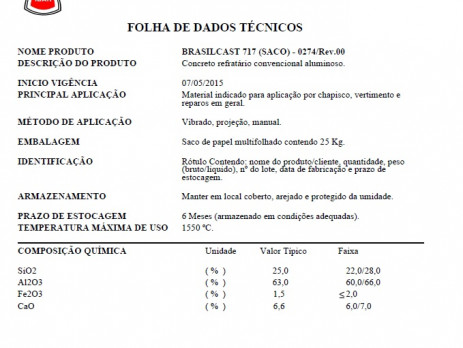 FOLHA DE DADOS TÉCNICOS
NOME PRODUTO BRASILCAST 717 (SACO) - 0274/Rev.00
DESCRIÇÃO DO PRODUTO Concreto refratário convencional aluminoso.
INICIO VIGÊNCIA 07/05/2015
PRINCIPAL APLICAÇÃO Material indicado para aplicação por chapisco, vertimento e
reparos em geral.
MÉTODO DE APLICAÇÃO Vibrado, projeção, manual.
EMBALAGEM Saco de papel multifolhado contendo 25 Kg.
IDENTIFICAÇÃO Rótulo Contendo: nome do produto/cliente, quantidade, peso
(bruto/liquido), nº do lote, data de fabricação e prazo de
estocagem.
ARMAZENAMENTO Manter em local coberto, arejado e protegido da umidade.
PRAZO DE ESTOCAGEM 6 Meses (armazenado em condições adequadas).
TEMPERATURA MÁXIMA DE USO 1550 ºC.
COMPOSIÇÃO QUÍMICA Unidade Valor Típico Faixa
SiO2 ( % ) 25,0 22,0/28,0
Al2O3 ( % ) 63,0 60,0/66,0
Fe2O3 ( % ) 1,5 ≤ 2,0
CaO ( % ) 6,6 6,0/7,0